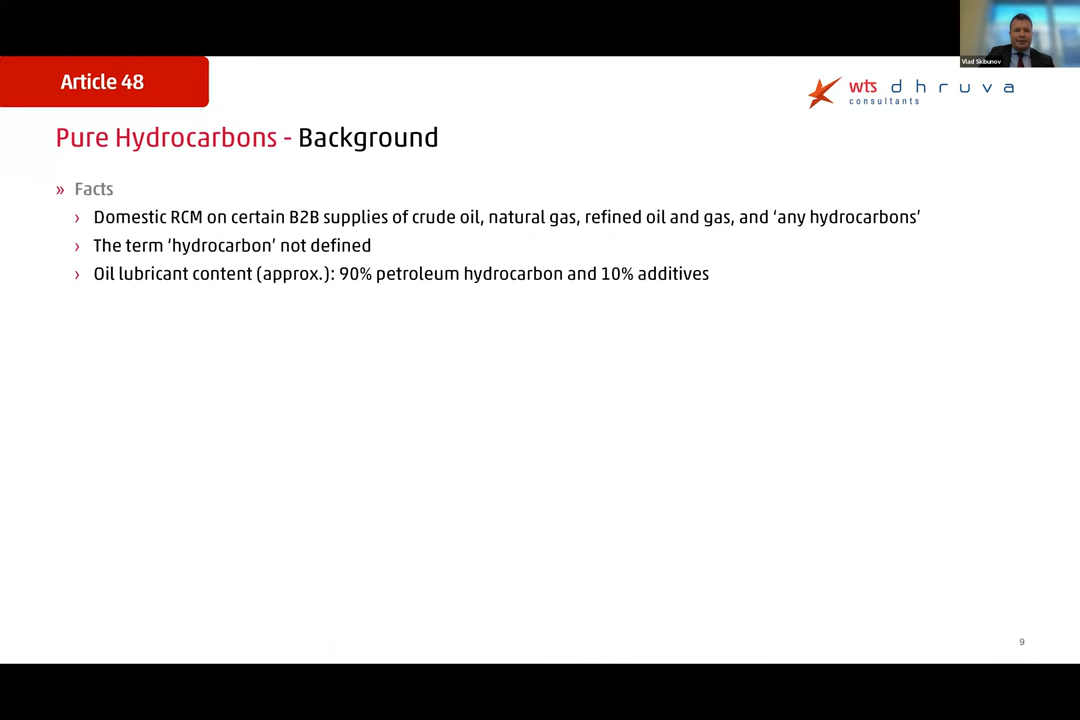 Vlad Skibunov
Article 48
wts dhruva
consultants
Pure Hydrocarbons - Background
» Facts
› Domestic RCM on certain B2B supplies of crude oil, natural gas, refined oil and gas, and ‘any hydrocarbons’
› The term ‘hydrocarbon’ not defined
› Oil lubricant content (approx.): 90% petroleum hydrocarbon and 10% additives
9